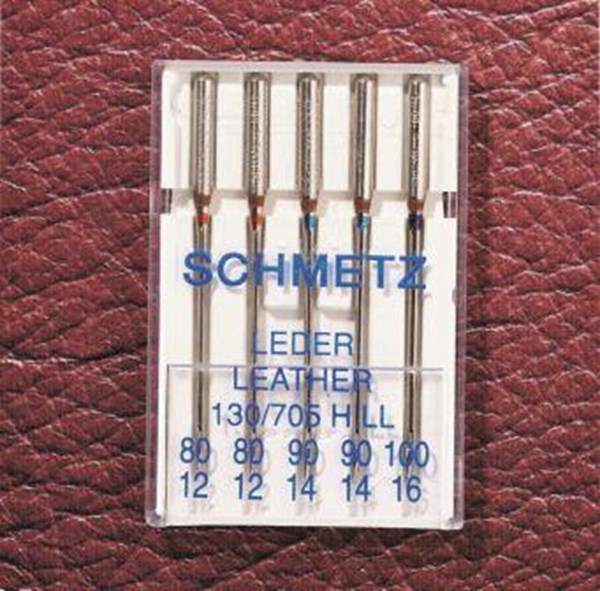 SCHMETZ
LEDER
LEATHER
130/705 H LL
80 80 90 90 100
12 12 14 14 16